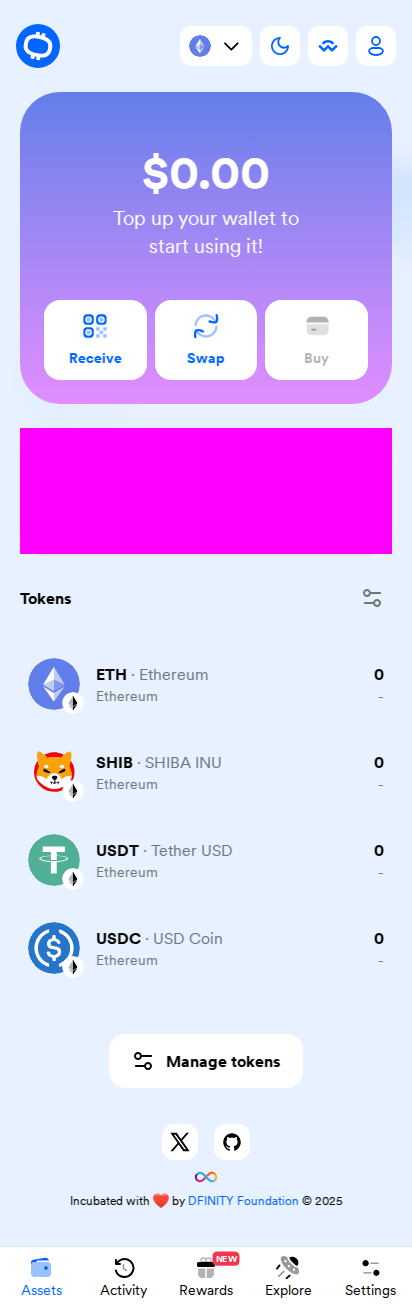 $0.00
Top up your wallet to
start using it!
Receive Swap Buy
Tokens
ETH · Ethereum 0
Ethereum -
SHIB · SHIBA INU 0
Ethereum -
USDT · Tether USD 0
Ethereum -
USDC · USD Coin 0
Ethereum -
Manage tokens
Incubated with ❤️ by DFINITY Foundation © 2025
NEW
Assets Activity Rewards Explore Settings